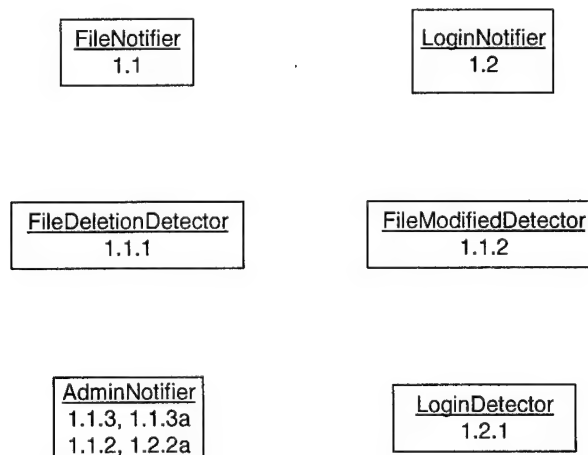 FileNotifier
1.1
LoginNotifier
1.2
FileDeletionDetector
1.1.1
FileModifiedDetector
1.1.2
AdminNotifier
1.1.3, 1.1.3a
1.1.2, 1.2.2a
LoginDetector
1.2.1